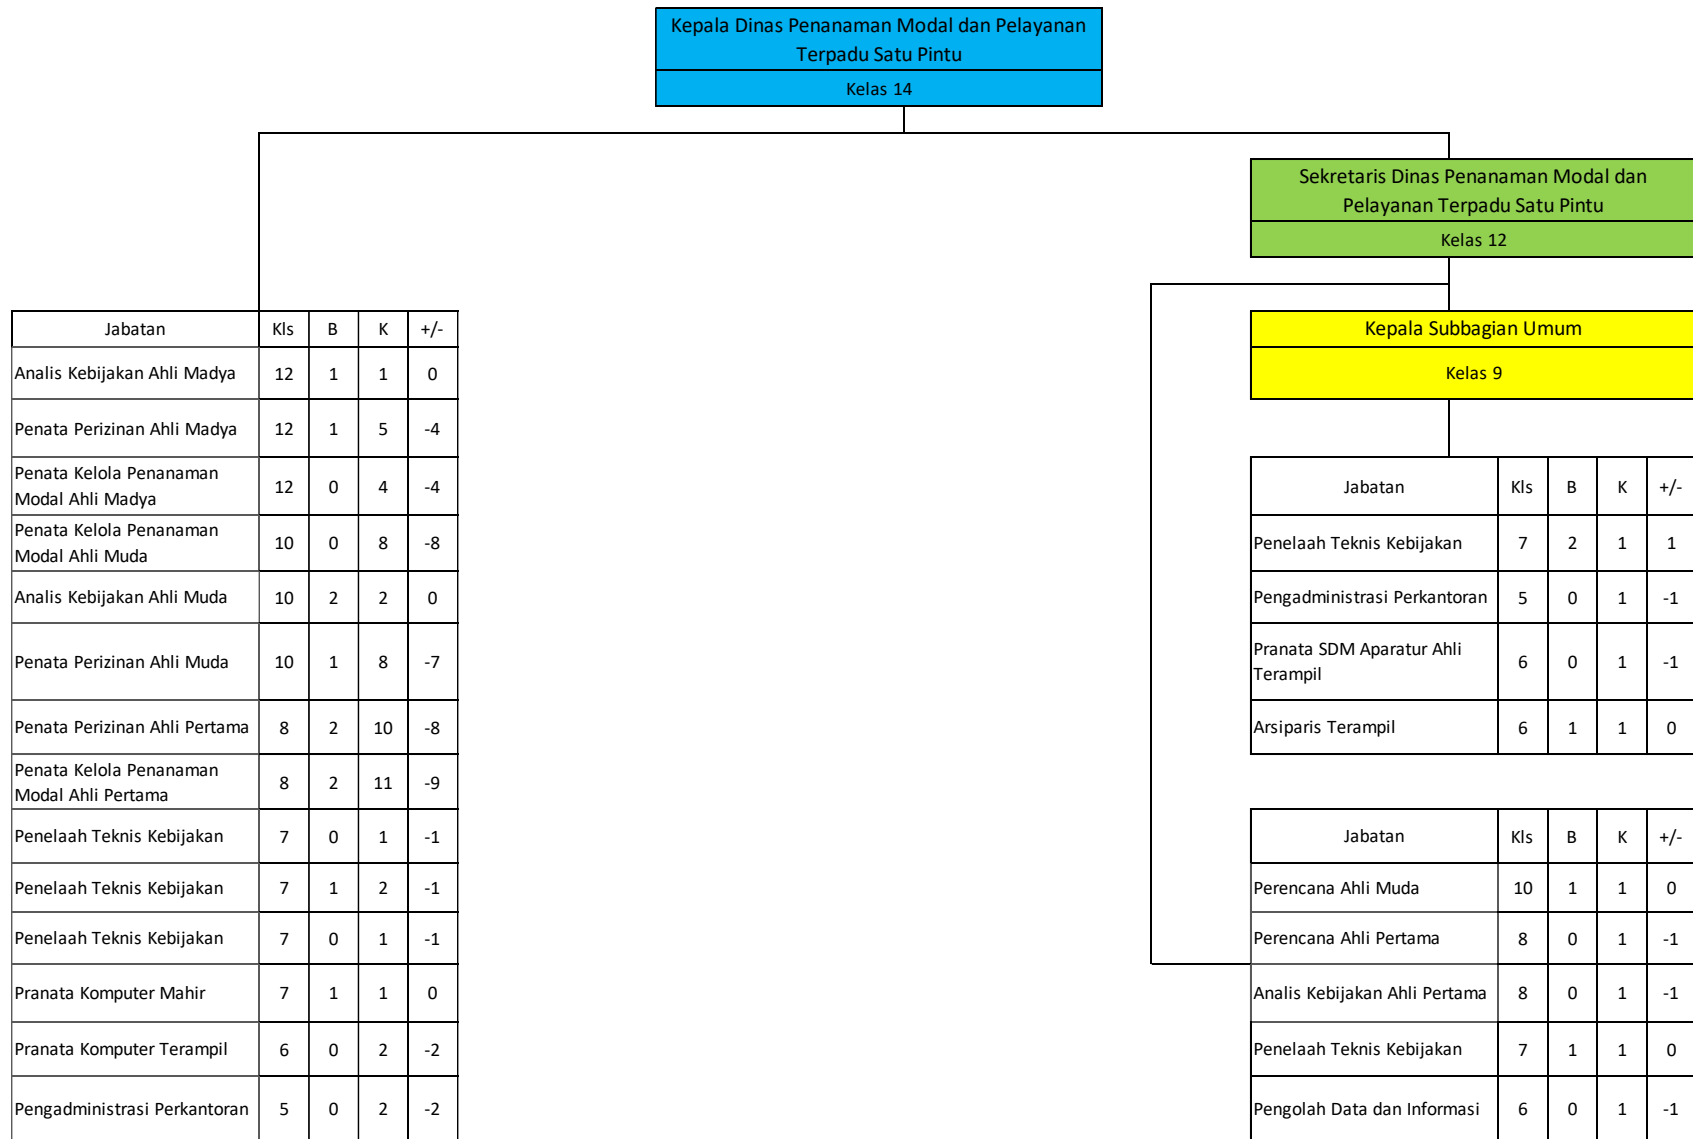 Kepala Dinas Penanaman Modal dan Pelayanan
Terpadu Satu Pintu
Kelas 14
Sekretaris Dinas Penanaman Modal dan
Pelayanan Terpadu Satu Pintu
Kelas 12
Kepala Subbagian Umum
Kelas 9
Jabatan Kls B K +/-
Analis Kebijakan Ahli Madya 12 1 1 0
Penata Perizinan Ahli Madya 12 1 5 -4
Penata Kelola Penanaman
Modal Ahli Madya 12 0 4 -4
Penata Kelola Penanaman
Modal Ahli Muda 10 0 8 -8
Analis Kebijakan Ahli Muda 10 2 2 0
Penata Perizinan Ahli Muda 10 1 8 -7
Penata Perizinan Ahli Pertama 8 2 10 -8
Penata Kelola Penanaman
Modal Ahli Pertama 8 2 11 -9
Penelaah Teknis Kebijakan 7 0 1 -1
Penelaah Teknis Kebijakan 7 1 2 -1
Penelaah Teknis Kebijakan 7 0 1 -1
Pranata Komputer Mahir 7 1 1 0
Pranata Komputer Terampil 6 0 2 -2
Pengadministrasi Perkantoran 5 0 2 -2
Jabatan Kls B K +/-
Penelaah Teknis Kebijakan 7 2 1 1
Pengadministrasi Perkantoran 5 0 1 -1
Pranata SDM Aparatur Ahli
Terampil 6 0 1 -1
Arsiparis Terampil 6 1 1 0
Jabatan Kls B K +/-
Perencana Ahli Muda 10 1 1 0
Perencana Ahli Pertama 8 0 1 -1
Analis Kebijakan Ahli Pertama 8 0 1 -1
Penelaah Teknis Kebijakan 7 1 1 0
Pengolah Data dan Informasi 6 0 1 -1